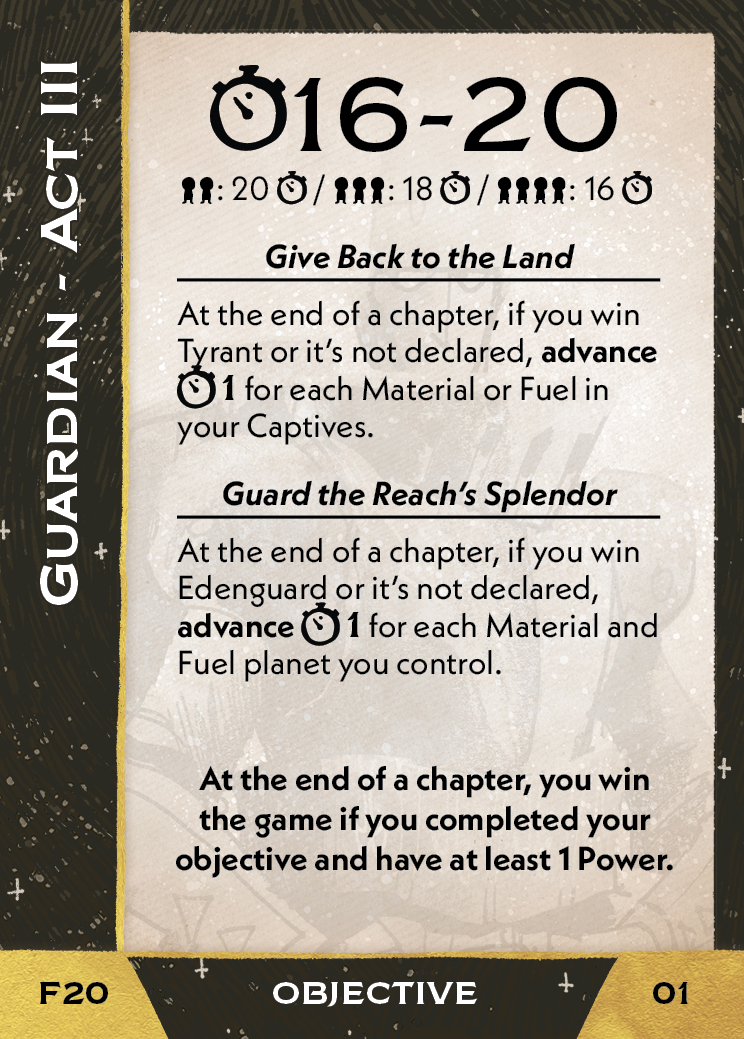 GUARDIAN - ACT III
16-20
: 20 / : 18 / : 16
Give Back to the Land
At the end of a chapter, if you win
Tyrant or it's not declared, advance
1 for each Material or Fuel in
your Captives.
Guard the Reach's Splendor
At the end of a chapter, if you win
Edenguard or it's not declared,
advance 1 for each Material and
Fuel planet you control.
At the end of a chapter, you win
the game if you completed your
objective and have at least 1 Power.
F20
OBJECTIVE
01